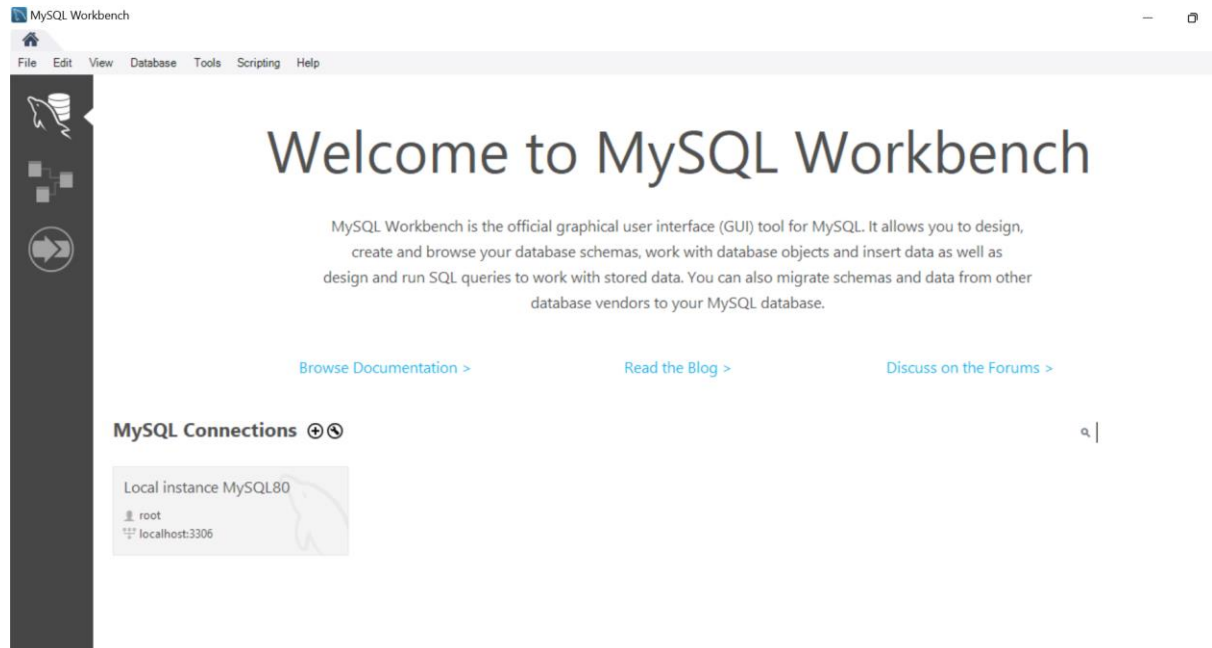 MySQL Workbench
File Edit View Database Tools Scripting Help
Welcome to MySQL Workbench
MySQL Workbench is the official graphical user interface (GUI) tool for MySQL. It allows you to design,
create and browse your database schemas, work with database objects and insert data as well as
design and run SQL queries to work with stored data. You can also migrate schemas and data from other
database vendors to your MySQL database.
Browse Documentation > Read the Blog > Discuss on the Forums >
MySQL Connections
Local instance MySQL80
root
localhost:3306